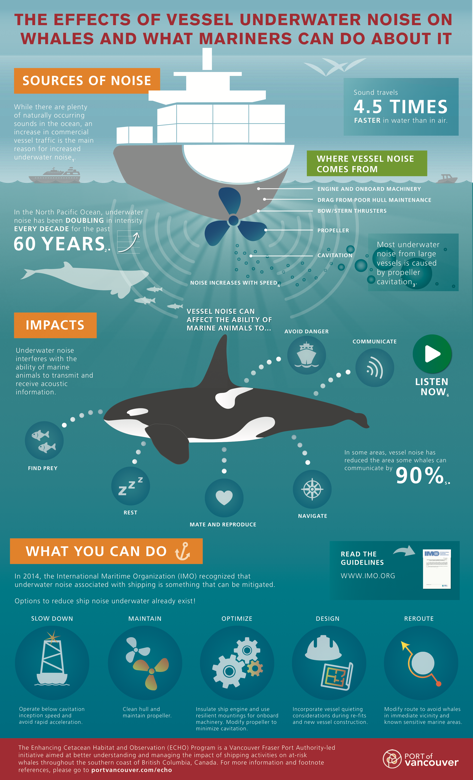 THE EFFECTS OF VESSEL UNDERWATER NOISE ON
WHALES AND WHAT MARINERS CAN DO ABOUT IT
SOURCES OF NOISE
While there are plenty
of naturally occurring
sounds in the ocean, an
increase in commercial
vessel traffic is the main
reason for increased
underwater noise.
Sound travels
4.5 TIMES
FASTER in water than in air.
WHERE VESSEL NOISE
COMES FROM
ENGINE AND ONBOARD MACHINERY
DRAG FROM POOR HULL MAINTENANCE
BOW/STERN THRUSTERS
PROPELLER
CAVITATION
In the North Pacific Ocean, underwater
noise has been DOUBLING in intensity
EVERY DECADE for the past
60 YEARS.
Most underwater
noise from large
vessels is caused
by propeller
cavitation.
NOISE INCREASES WITH SPEED
IMPACTS
Underwater noise
interferes with the
ability of marine
animals to transmit and
receive acoustic
information.
VESSEL NOISE CAN
AFFECT THE ABILITY OF
MARINE ANIMALS TO...
AVOID DANGER
COMMUNICATE
LISTEN
NOW
FIND PREY
zzz
REST
MATE AND REPRODUCE
NAVIGATE
In some areas, vessel noise has
reduced the area some whales can
communicate by
90%.
WHAT YOU CAN DO
In 2014, the International Maritime Organization (IMO) recognized that
underwater noise associated with shipping is something that can be mitigated.
Options to reduce ship noise underwater already exist!
READ THE
GUIDELINES
WWW.IMO.ORG
IMO
SLOW DOWN
Operate below cavitation
inception speed and
avoid rapid acceleration.
MAINTAIN
Clean hull and
maintain propeller.
OPTIMIZE
Insulate ship engine and use
resilient mountings for onboard
machinery. Modify propeller to
minimize cavitation.
DESIGN
Incorporate vessel quieting
considerations during re-fits
and new vessel construction.
REROUTE
Modify route to avoid whales
in immediate vicinity and
known sensitive marine areas.
The Enhancing Cetacean Habitat and Observation (ECHO) Program is a Vancouver Fraser Port Authority-led
initiative aimed at better understanding and managing the impact of shipping activities on at-risk
whales throughout the southern coast of British Columbia, Canada. For more information and footnote
references, please go to portvancouver.com/echo
PORT of
vancouver